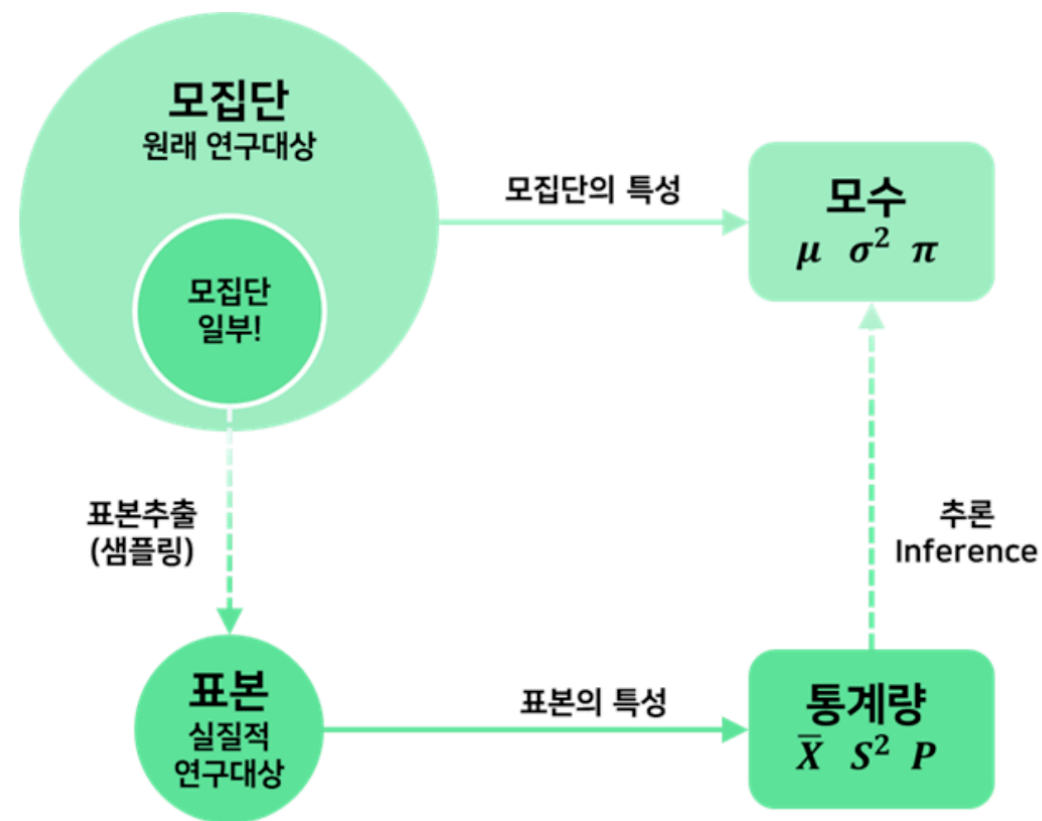 모집단
원래 연구대상
모집단
일부!
모집단의 특성
모수
μ σ² π
표본추출
(샘플링)
추론
Inference
표본
실질적
연구대상
표본의 특성
통계량
X̄ S² P